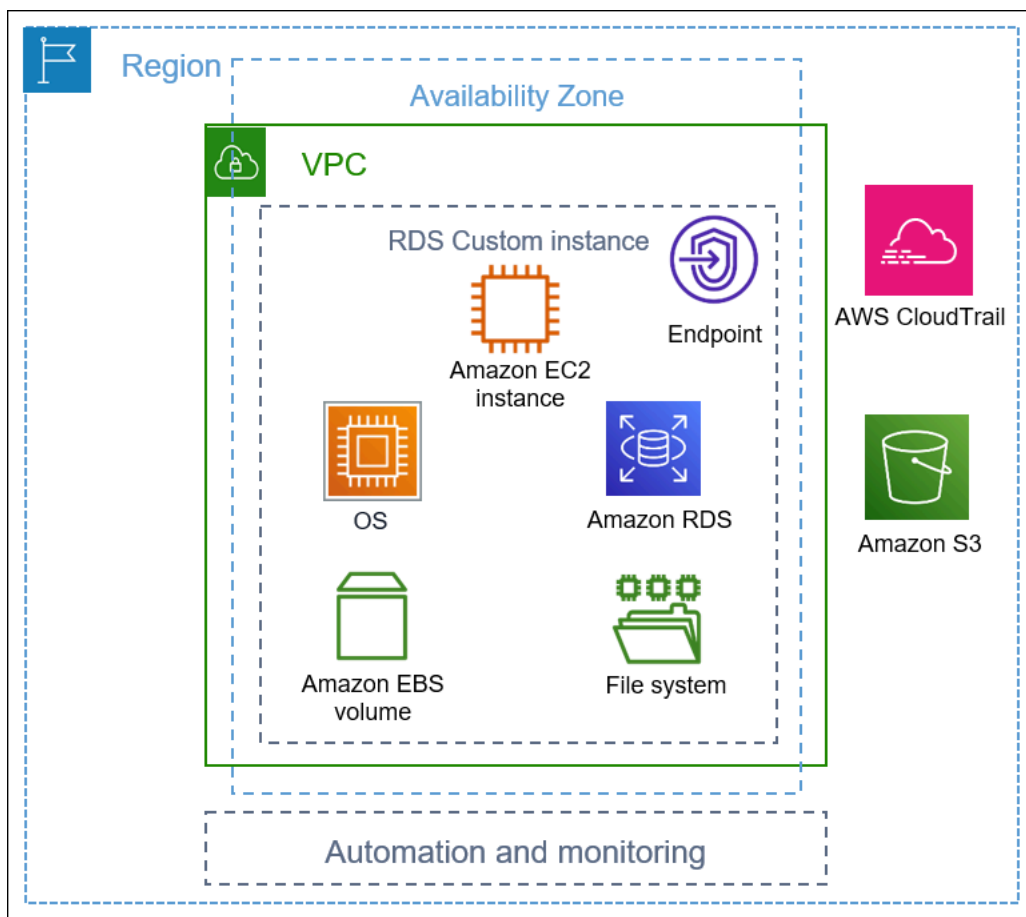 Region
Availability Zone
VPC
RDS Custom instance
Endpoint
Amazon EC2
instance
AWS CloudTrail
OS
Amazon RDS
Amazon S3
Amazon EBS
volume
File system
Automation and monitoring